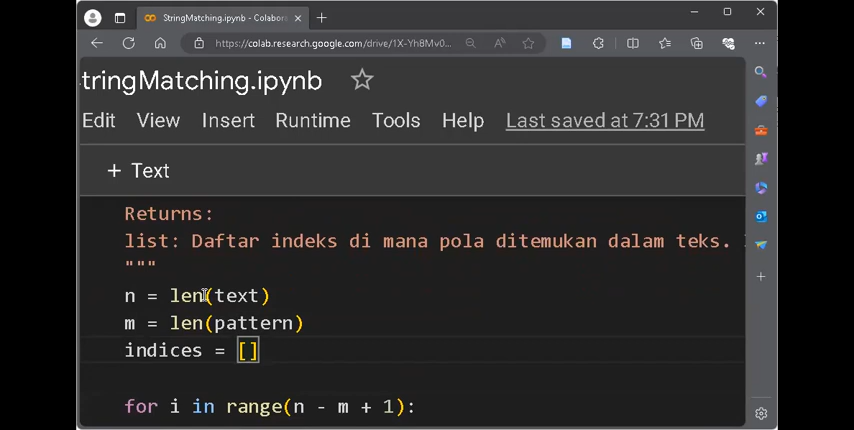 StringMatching.ipynb - Colabora
https://colab.research.google.com/drive/1X-Yh8Mv0...
tringMatching.ipynb
Edit View Insert Runtime Tools Help Last saved at 7:31 PM
+ Text
Returns:
list: Daftar indeks di mana pola ditemukan dalam teks.
"""
n = len(text)
m = len(pattern)
indices = []
for i in range(n - m + 1):